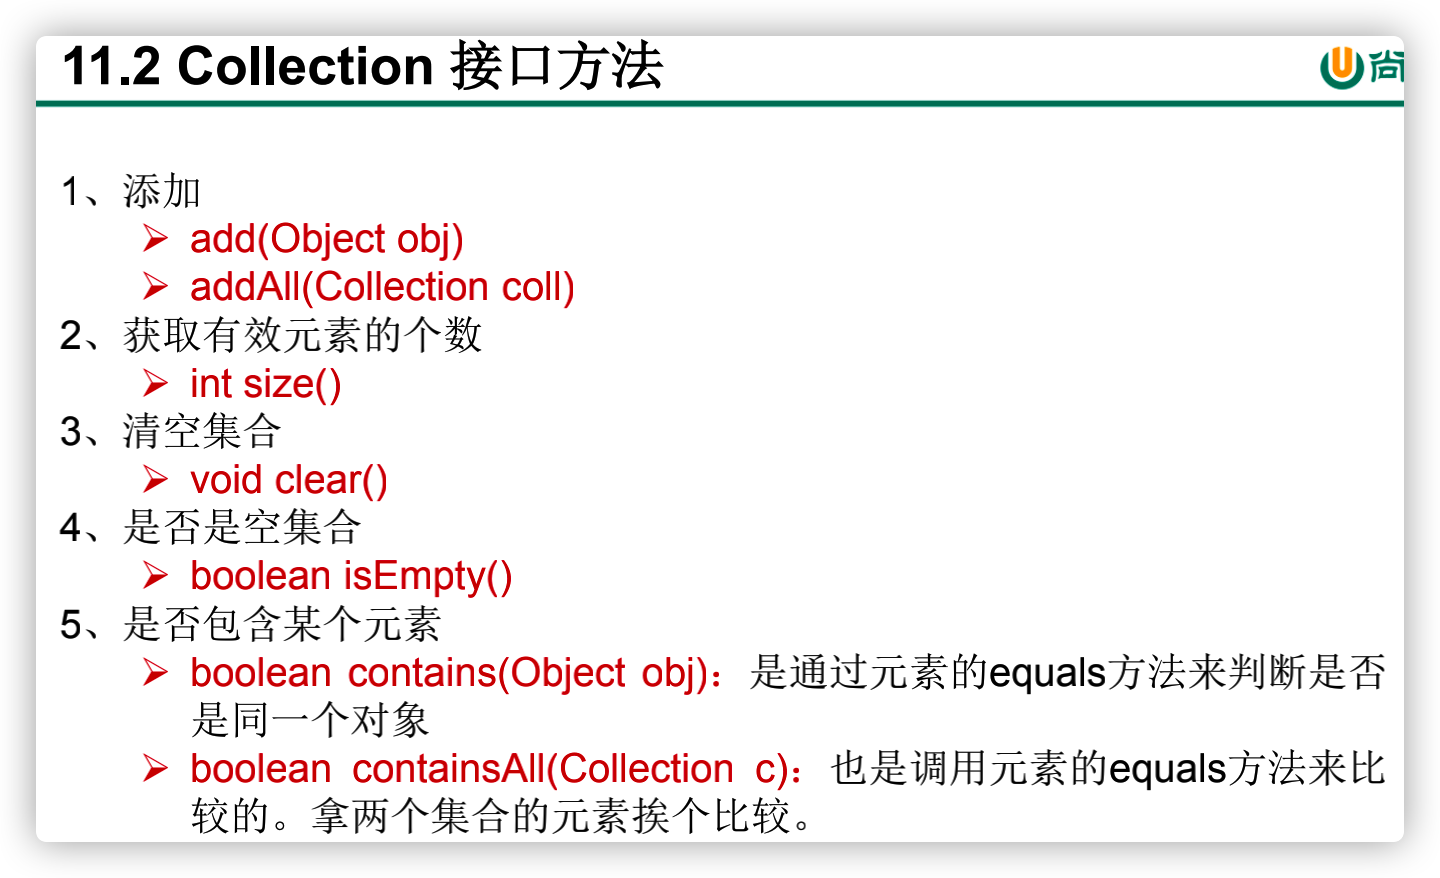 11.2 Collection 接口方法
尚
1、添加
➢ add(Object obj)
➢ addAll(Collection coll)
2、获取有效元素的个数
➢ int size()
3、清空集合
➢ void clear()
4、是否是空集合
➢ boolean isEmpty()
5、是否包含某个元素
➢ boolean contains(Object obj)：是通过元素的equals方法来判断是否
是同一个对象
➢ boolean containsAll(Collection c)：也是调用元素的equals方法来比
较的。拿两个集合的元素挨个比较。